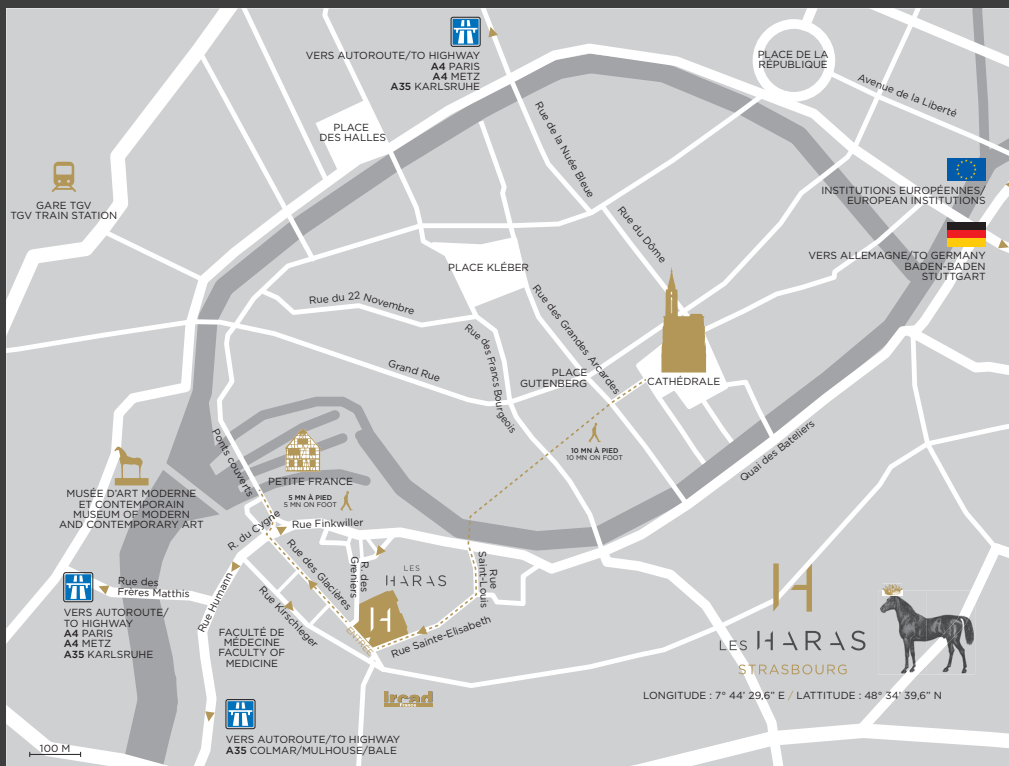 VERS AUTOROUTE/TO HIGHWAY
A4 PARIS
A4 METZ
A35 KARLSRUHE
PLACE DE LA
RÉPUBLIQUE
Avenue de la Liberté
Rue de la Nuée Bleue
PLACE
DES HALLES
GARE TGV
TGV TRAIN STATION
INSTITUTIONS EUROPÉENNES/
EUROPEAN INSTITUTIONS
VERS ALLEMAGNE/TO GERMANY
BADEN-BADEN
STUTTGART
Rue du Dôme
PLACE KLÉBER
Rue du 22 Novembre
Rue des Francs Bourgeois
Rue des Grandes Arcardes
Grand Rue
PLACE
GUTENBERG
CATHÉDRALE
10 MN À PIED
10 MN ON FOOT
Quai des Bateliers
Ponts couverts
PETITE FRANCE
5 MN À PIED
5 MN ON FOOT
MUSÉE D'ART MODERNE
ET CONTEMPORAIN
MUSEUM OF MODERN
AND CONTEMPORARY ART
R. du Cygne
Rue Finkwiller
Rue des Glacières
R. des
Greniers
LES
HARAS
Rue
Saint-Louis
Rue des
Frères Matthis
Rue Humann
Rue Kirschleger
H
ENTRÉE
Rue Sainte-Elisabeth
VERS AUTOROUTE/
TO HIGHWAY
A4 PARIS
A4 METZ
A35 KARLSRUHE
FACULTÉ DE
MÉDECINE
FACULTY OF
MEDICINE
Ircad
France
H
LES HARAS
STRASBOURG
LONGITUDE : 7° 44' 29,6" E / LATTITUDE : 48° 34' 39,6" N
VERS AUTOROUTE/TO HIGHWAY
A35 COLMAR/MULHOUSE/BALE
100 M